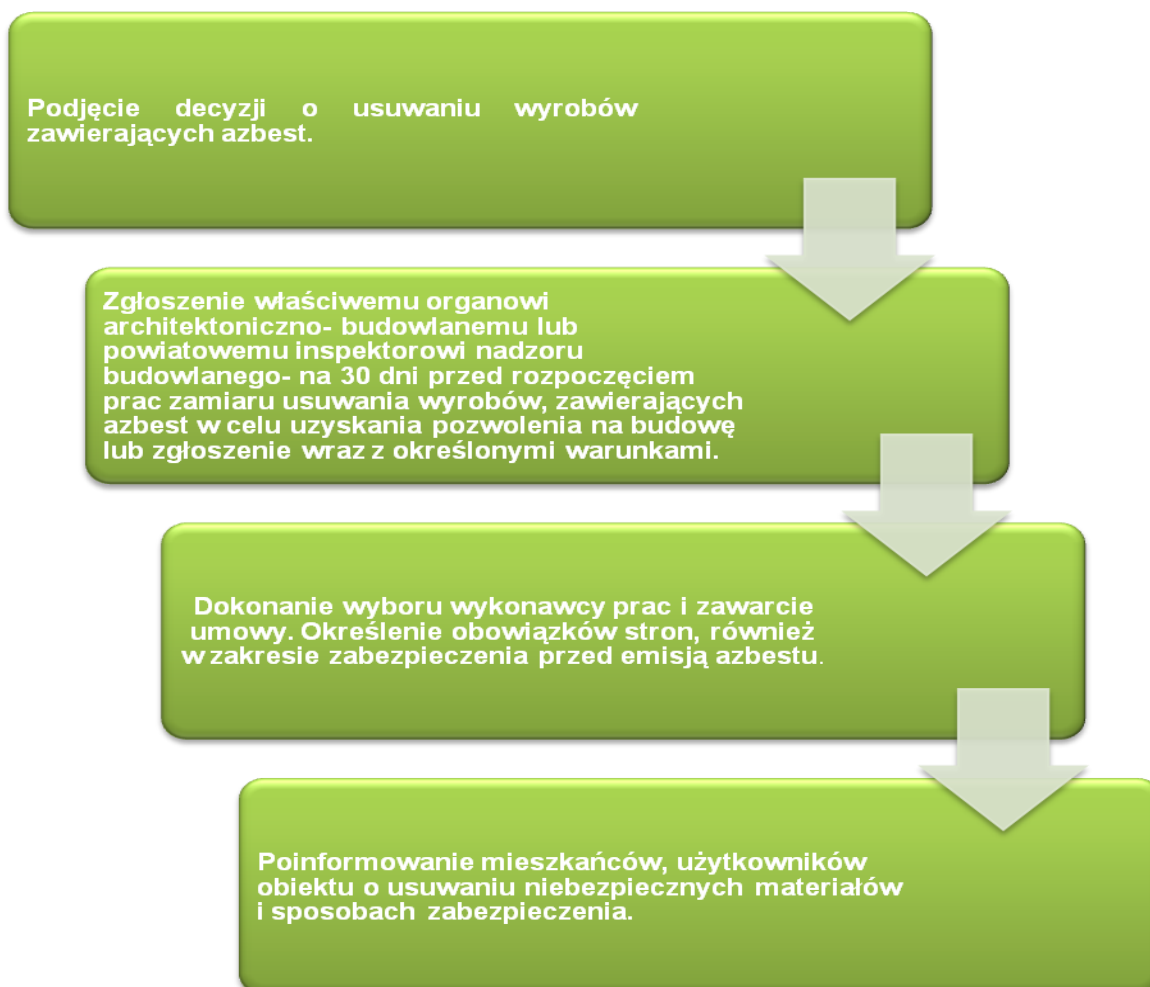 Podjęcie decyzji o usuwaniu wyrobów
zawierających azbest.
Zgłoszenie właściwemu organowi
architektoniczno- budowlanemu lub
powiatowemu inspektorowi nadzoru
budowlanego- na 30 dni przed rozpoczęciem
prac zamiaru usuwania wyrobów, zawierających
azbest w celu uzyskania pozwolenia na budowę
lub zgłoszenie wraz z określonymi warunkami.
Dokonanie wyboru wykonawcy prac i zawarcie
umowy. Określenie obowiązków stron, również
w zakresie zabezpieczenia przed emisją azbestu.
Poinformowanie mieszkańców, użytkowników
obiektu o usuwaniu niebezpiecznych materiałów
i sposobach zabezpieczenia.